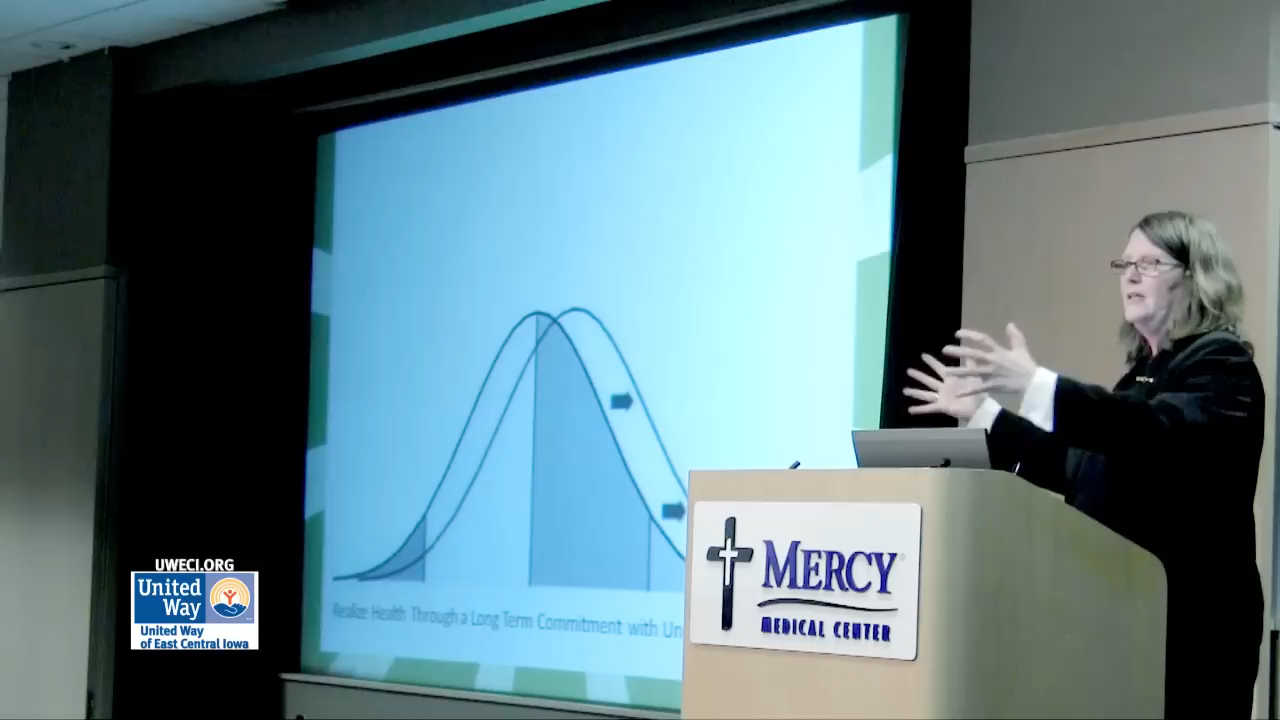 Realize Health Through a Long Term Commitment with Un
MERCY
MEDICAL CENTER
UWECI.ORG
United
Way
United Way
of East Central Iowa